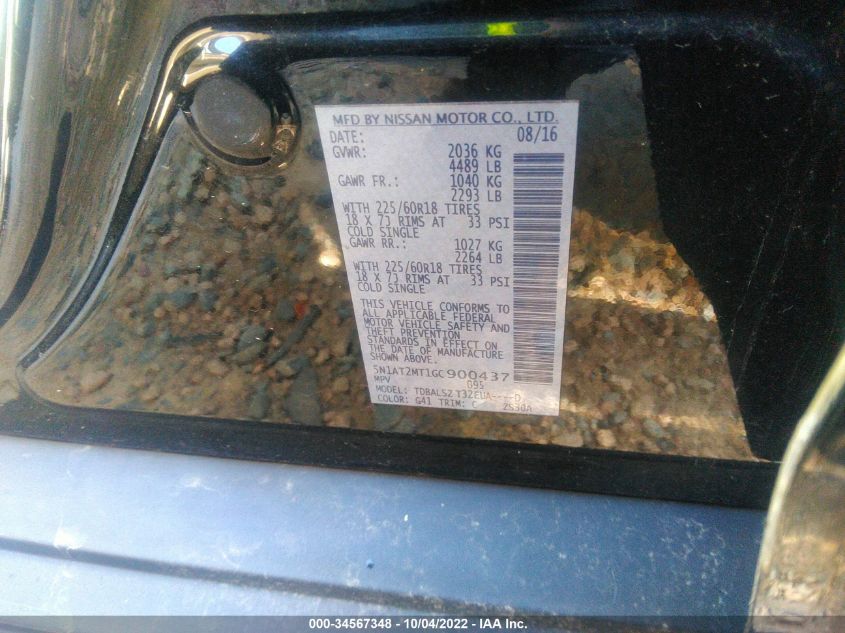 MFD BY NISSAN MOTOR CO., LTD.
DATE: 08/16
GVWR: 2036 KG
4489 LB
GAWR FR.: 1040 KG
2293 LB
WITH 225/60R18 TIRES
18 X 7J RIMS AT 33 PSI
COLD SINGLE
GAWR RR.: 1027 KG
2264 LB
WITH 225/60R18 TIRES
18 X 7J RIMS AT 33 PSI
COLD SINGLE
THIS VEHICLE CONFORMS TO
ALL APPLICABLE FEDERAL
MOTOR VEHICLE SAFETY AND
THEFT PREVENTION
STANDARDS IN EFFECT ON
THE DATE OF MANUFACTURE
SHOWN ABOVE.
5N1AT2MT1GC900437
MPV G95
MODEL:
COLOR: G41 TRIM:
000-34567348 - 10/04/2022 - IAA Inc.